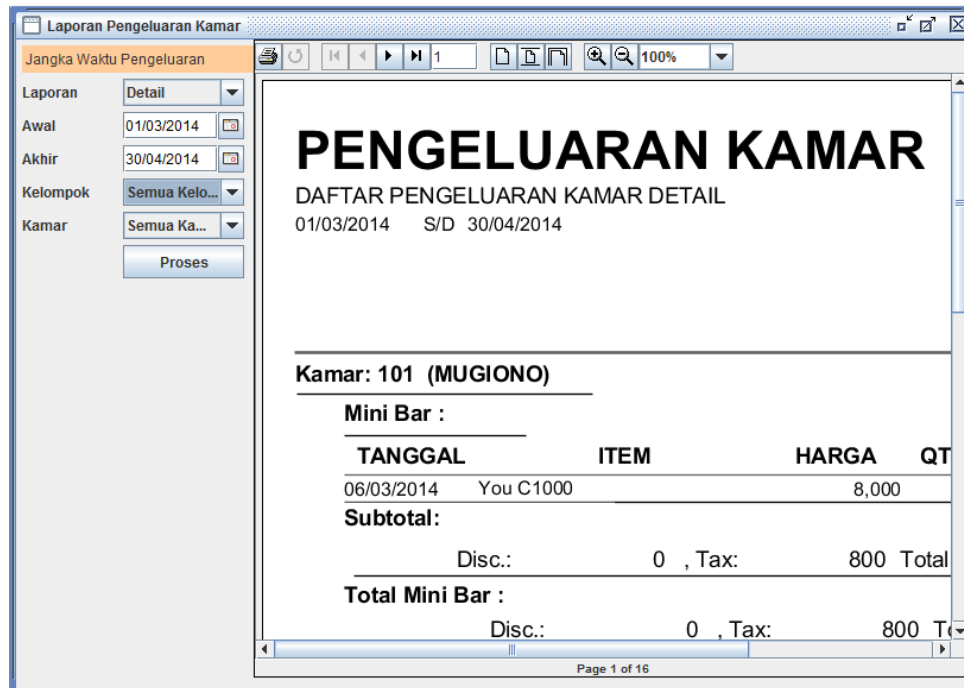 Laporan Pengeluaran Kamar
Jangka Waktu Pengeluaran
Laporan Detail
Awal 01/03/2014
Akhir 30/04/2014
Kelompok Semua Kelo...
Kamar Semua Ka...
Proses
1 100%
PENGELUARAN KAMAR
DAFTAR PENGELUARAN KAMAR DETAIL
01/03/2014 S/D 30/04/2014
Kamar: 101 (MUGIONO)
Mini Bar :
TANGGAL ITEM HARGA QT
06/03/2014 You C1000 8,000
Subtotal:
Disc.: 0 , Tax: 800 Total
Total Mini Bar :
Disc.: 0 , Tax: 800
Page 1 of 16